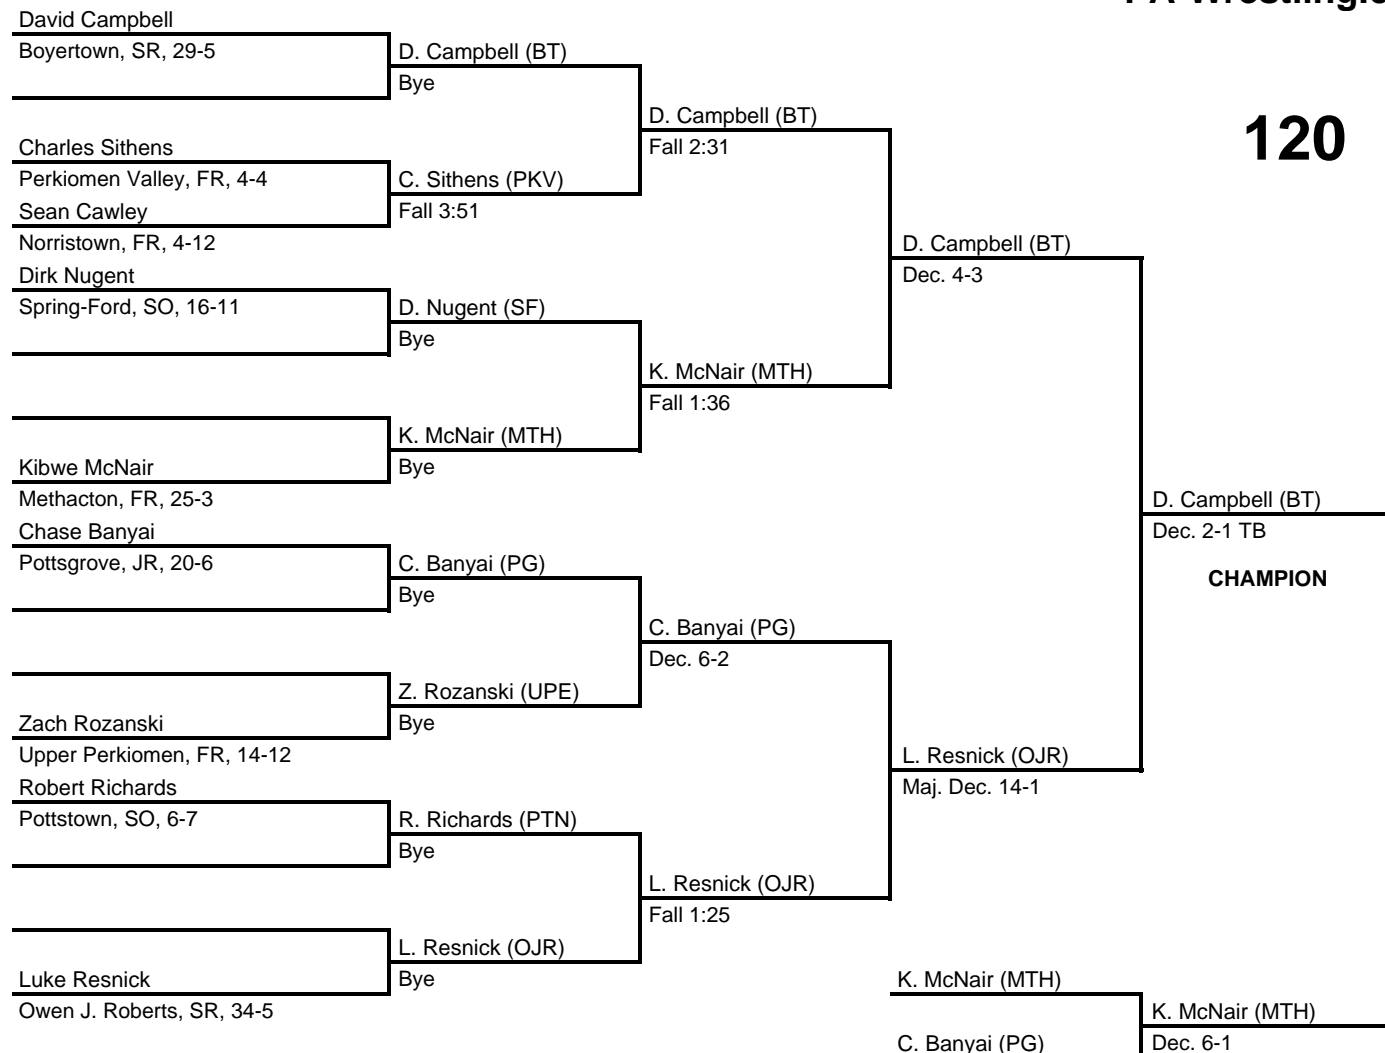 PA Wrestling
David Campbell
Boyertown, SR, 29-5
D. Campbell (BT)
Bye
D. Campbell (BT)
Fall 2:31
120
Charles Sithens
Perkiomen Valley, FR, 4-4
C. Sithens (PKV)
Sean Cawley
Fall 3:51
Norristown, FR, 4-12
D. Campbell (BT)
Dec. 4-3
Dirk Nugent
Spring-Ford, SO, 16-11
D. Nugent (SF)
Bye
K. McNair (MTH)
Fall 1:36
K. McNair (MTH)
Kibwe McNair
Bye
Methacton, FR, 25-3
D. Campbell (BT)
Dec. 2-1 TB
CHAMPION
Chase Banyai
Pottsgrove, JR, 20-6
C. Banyai (PG)
Bye
C. Banyai (PG)
Dec. 6-2
Z. Rozanski (UPE)
Zach Rozanski
Bye
Upper Perkiomen, FR, 14-12
L. Resnick (OJR)
Maj. Dec. 14-1
Robert Richards
Pottstown, SO, 6-7
R. Richards (PTN)
Bye
L. Resnick (OJR)
Fall 1:25
L. Resnick (OJR)
Luke Resnick
Bye
Owen J. Roberts, SR, 34-5
K. McNair (MTH)
K. McNair (MTH)
C. Banyai (PG)
Dec. 6-1